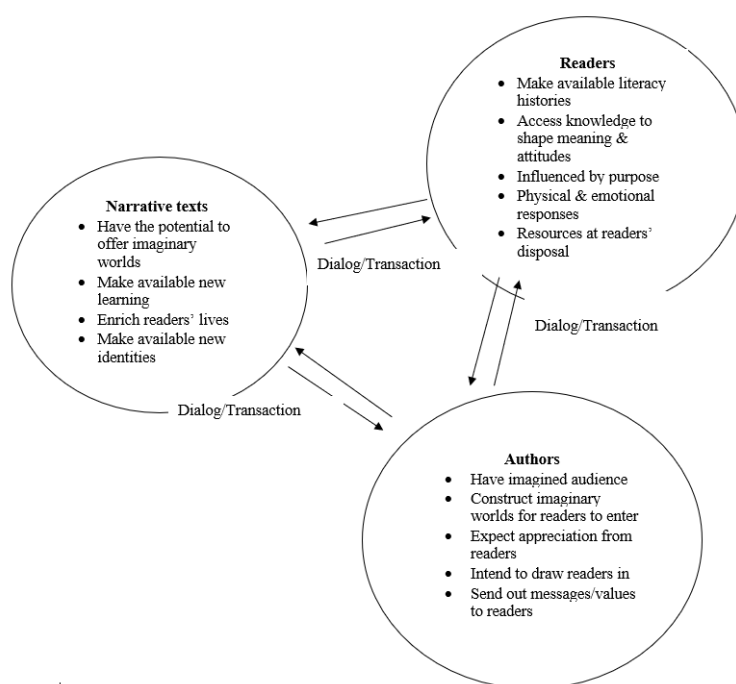 Readers
• Make available literacy
histories
• Access knowledge to
shape meaning &
attitudes
• Influenced by purpose
• Physical & emotional
responses
• Resources at readers’
disposal
Narrative texts
• Have the potential to
offer imaginary
worlds
• Make available new
learning
• Enrich readers’ lives
• Make available new
identities
Dialog/Transaction
Dialog/Transaction
Dialog/Transaction
Authors
• Have imagined audience
• Construct imaginary
worlds for readers to enter
• Expect appreciation from
readers
• Intend to draw readers in
• Send out messages/values
to readers